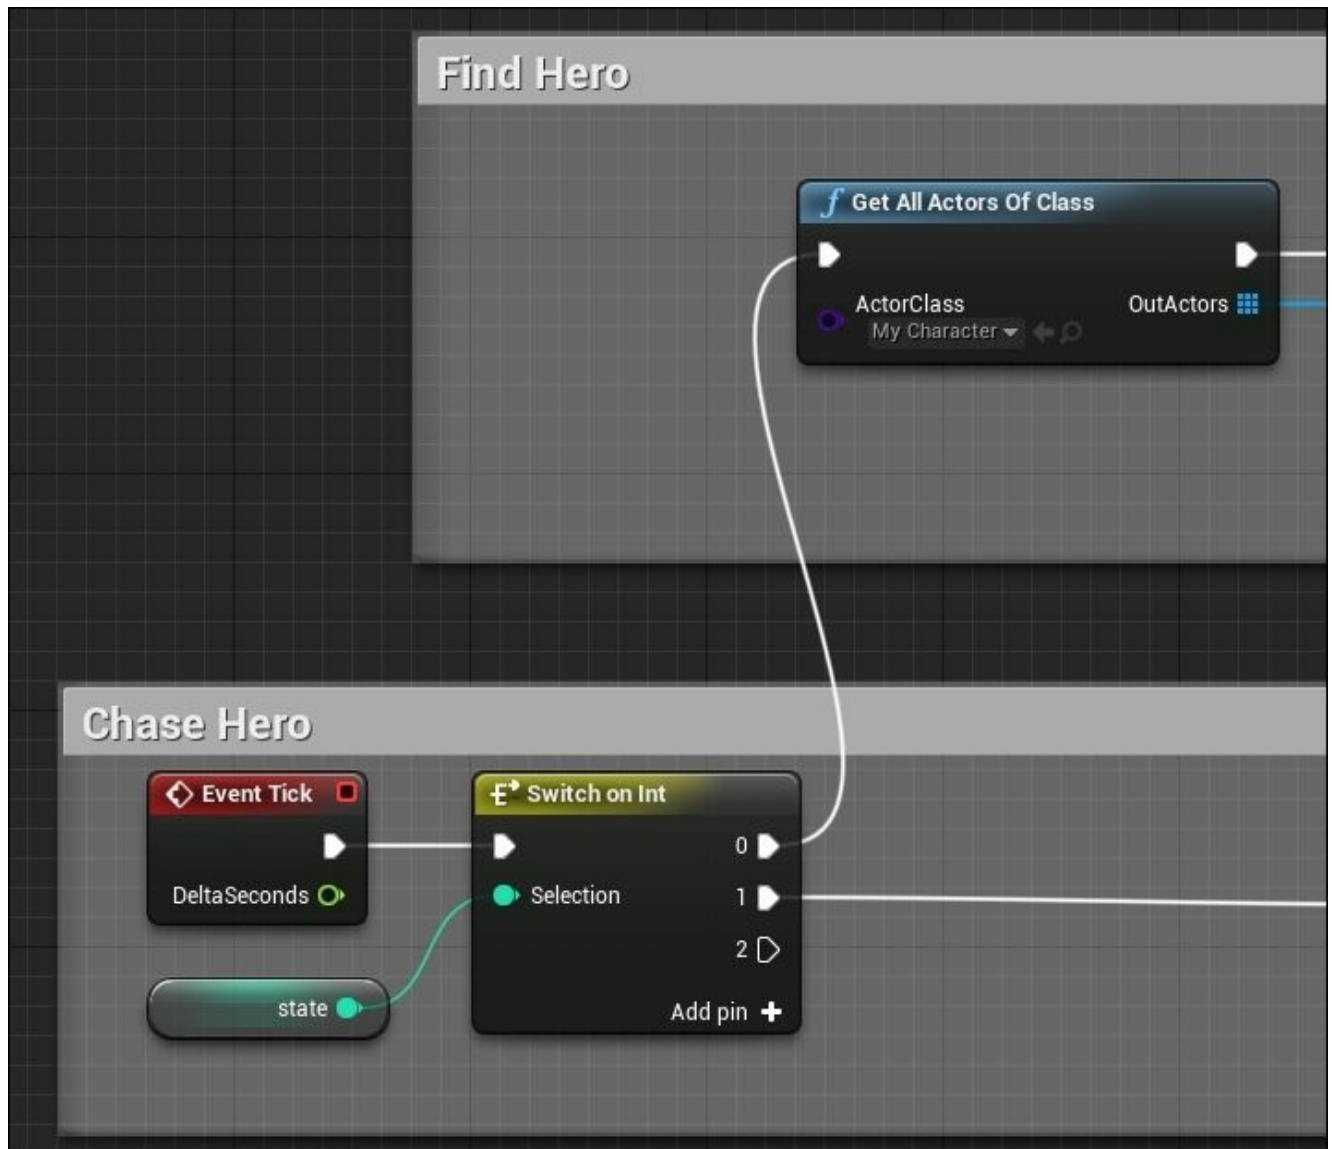 Find Hero
f Get All Actors Of Class
ActorClass
OutActors
My Character
Chase Hero
Event Tick
DeltaSeconds
state
Switch on Int
0
Selection
1
2
Add pin